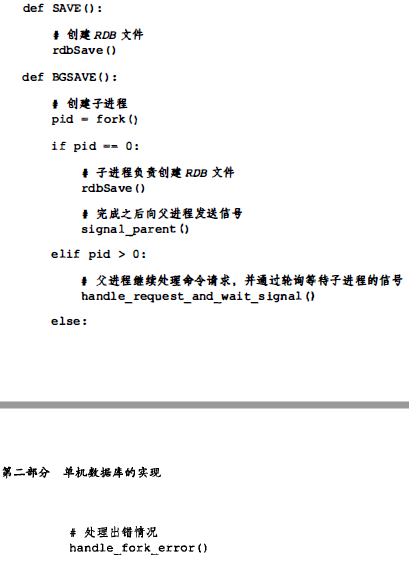 def SAVE():
# 创建 RDB 文件
rdbSave()
def BGSAVE():
# 创建子进程
pid = fork()
if pid == 0:
# 子进程负责创建 RDB 文件
rdbSave()
# 完成之后向父进程发送信号
signal_parent()
elif pid > 0:
# 父进程继续处理命令请求，并通过轮询等待子进程的信号
handle_request_and_wait_signal()
else:
第二部分 单机数据库的实现
# 处理出错情况
handle_fork_error()